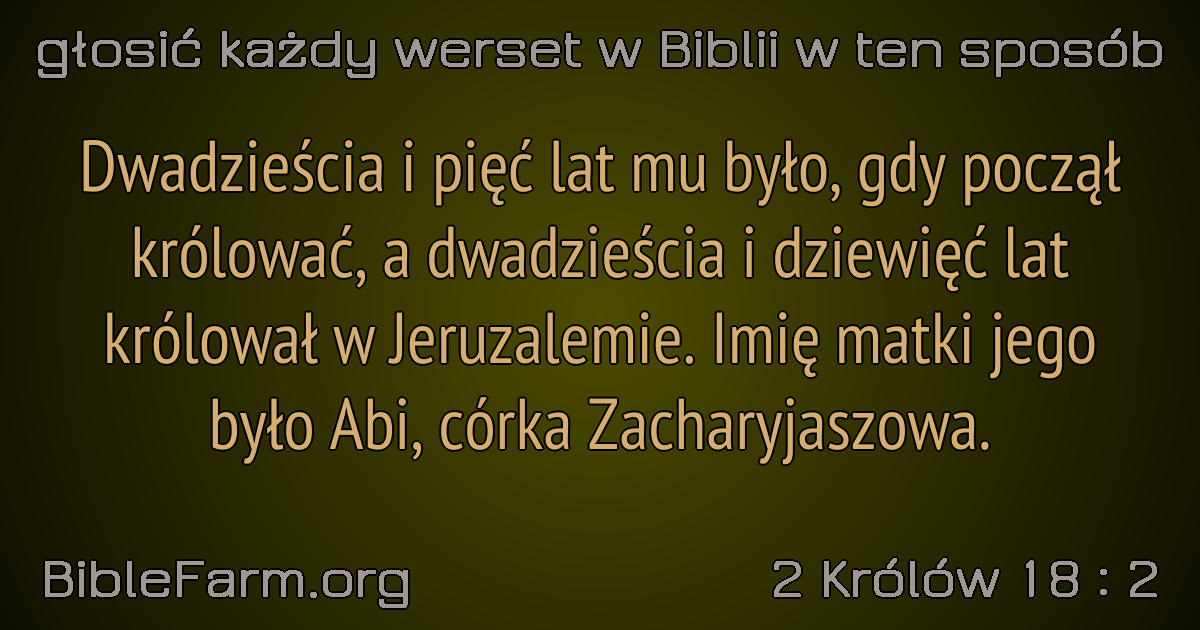 głosić każdy werset w Biblii w ten sposób
Dwadzieścia i pięć lat mu było, gdy począł
królować, a dwadzieścia i dziewięć lat
królował w Jeruzalemie. Imię matki jego
było Abi, córka Zacharyjaszowa.
BibleFarm.org
2 Królów 18 : 2